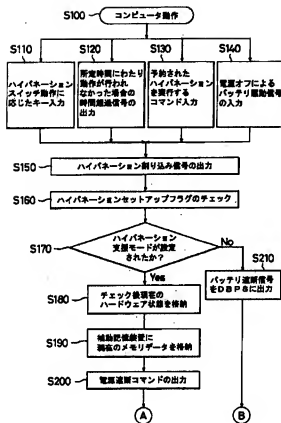 S100
コンピュータ動作
S110
S120
S130
S140
ハイバネーション
スイッチ動作に
応じたキー入力
所定時間にわたり
動作が行われ
なかった場合の
時間超過信号の
出力
予約された
ハイバネーション
を実行する
コマンド入力
電源オフによる
バッテリ駆動信号
の入力
S150
ハイバネーション割り込み信号の出力
S160
ハイバネーションセットアップフラグのチェック
S170
ハイバネーション
支援モードが設定
されたか?
No
Yes
S210
バッテリ遮断信号
をDBPSに出力
S180
チェック後現在の
ハードウェア状態を格納
S190
補助記憶装置に
現在のメモリデータを格納
S200
電源遮断コマンドの出力
A
B